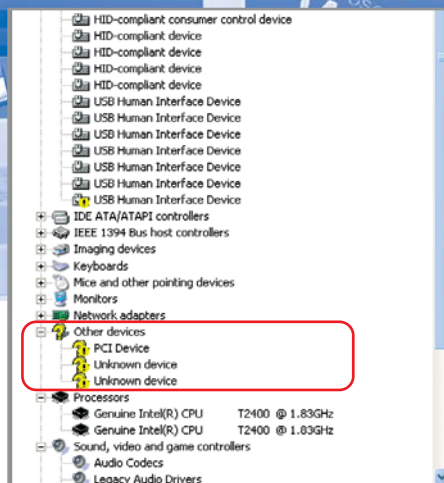 HID-compliant consumer control device
HID-compliant device
HID-compliant device
HID-compliant device
HID-compliant device
USB Human Interface Device
USB Human Interface Device
USB Human Interface Device
USB Human Interface Device
USB Human Interface Device
USB Human Interface Device
USB Human Interface Device
IDE ATA/ATAPI controllers
IEEE 1394 Bus host controllers
Imaging devices
Keyboards
Mice and other pointing devices
Monitors
Network adapters
Other devices
PCI Device
Unknown device
Unknown device
Processors
Genuine Intel(R) CPU T2400 @ 1.83GHz
Genuine Intel(R) CPU T2400 @ 1.83GHz
Sound, video and game controllers
Audio Codecs
Legacy Audio Drivers